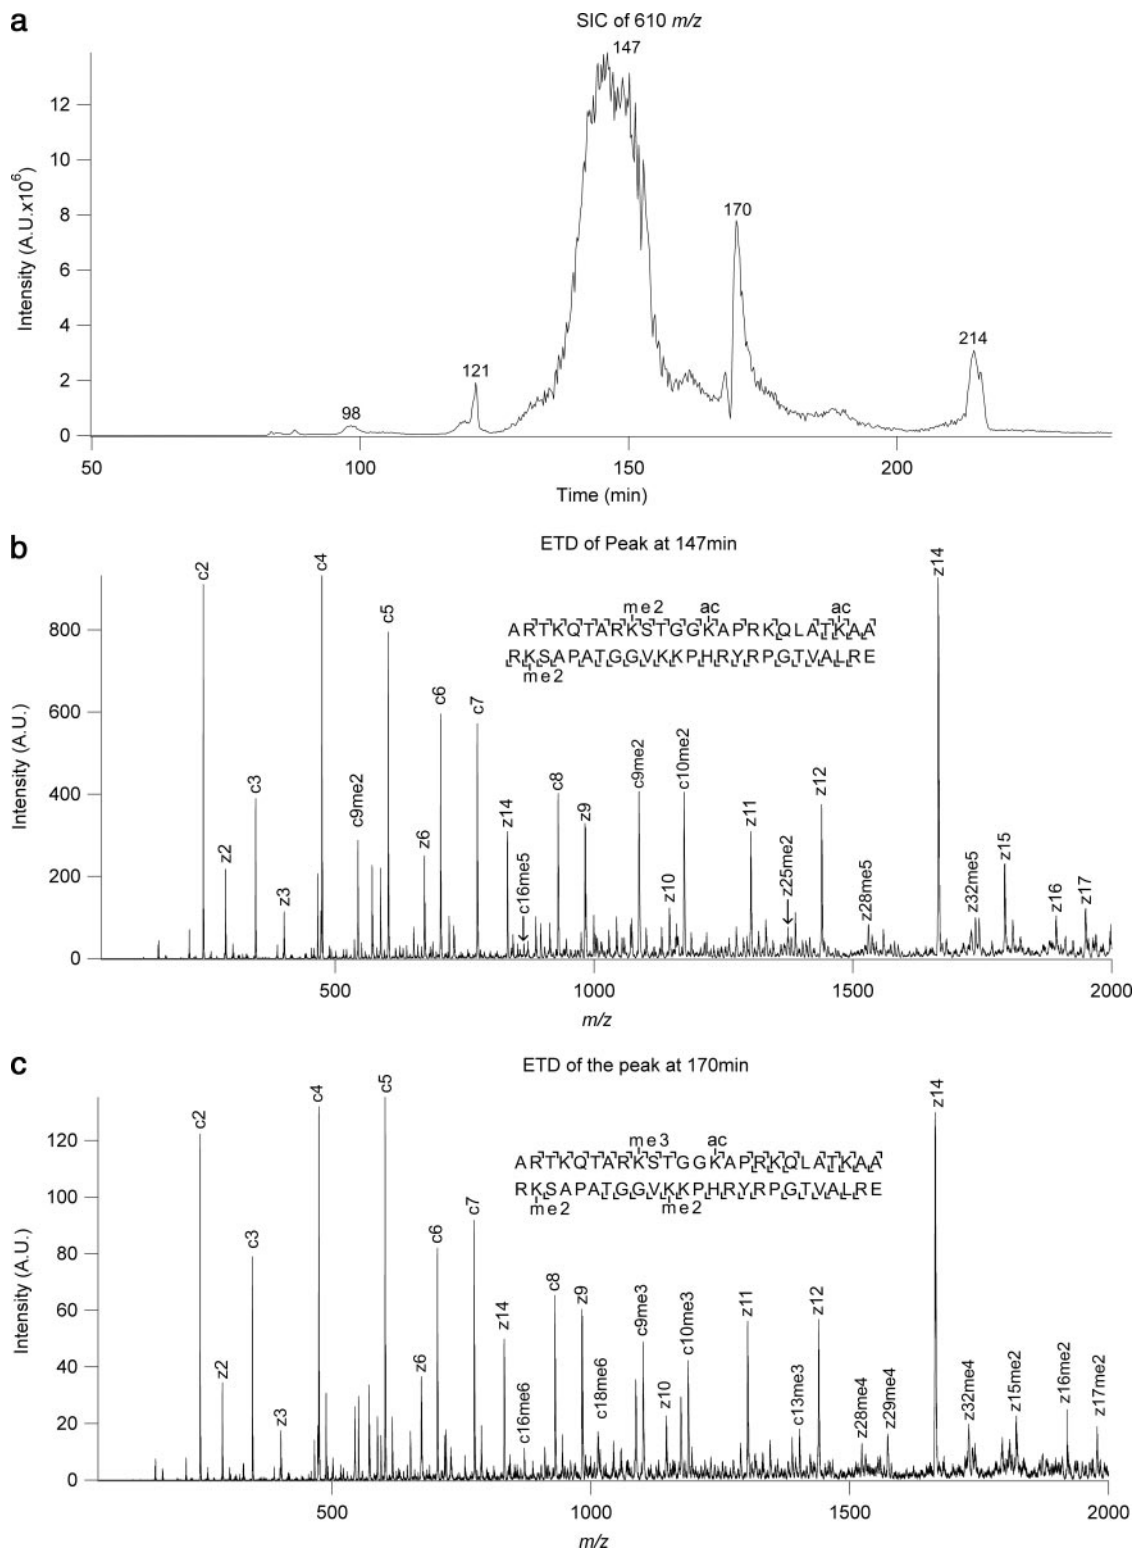 a
SIC of 610 m/z
147
170
214
121
98
12
10
8
6
4
2
0
Intensity (A.U.x10⁶)
50 100 150 200
Time (min)
b
ETD of Peak at 147min
c2 c4 z14
c5
c6 c7
c3 c9me2 z2 z3 z6 z14 c16me5 c8 z9 z10 c9me2 c10me2 z11 z25me2 z12 z28me5 z32me5 z15 z16 z17
me2 ac ac
ARTKQTARKSTGGKAPRKQLATKAA
RKSAPATGGVKKPHRYRPGTVALRE
me2
800
600
400
200
0
Intensity (A.U.)
500 1000 1500 2000
m/z
c
ETD of the peak at 170min
c2 c4 c5 z14
c3 c6 c7
z2 z3 z6 z14 c16me6 c8 z9 c18me6 c9me3 z10 c10me3 z11 c13me3 z12 z28me4 z29me4 z32me4 z15me2 z16me2 z17me2
me3 ac
ARTKQTARKSTGGKAPRKQLATKAA
RKSAPATGGVKKPHRYRPGTVALRE
me2 me2
120
100
80
60
40
20
0
Intensity (A.U.)
500 1000 1500 2000
m/z